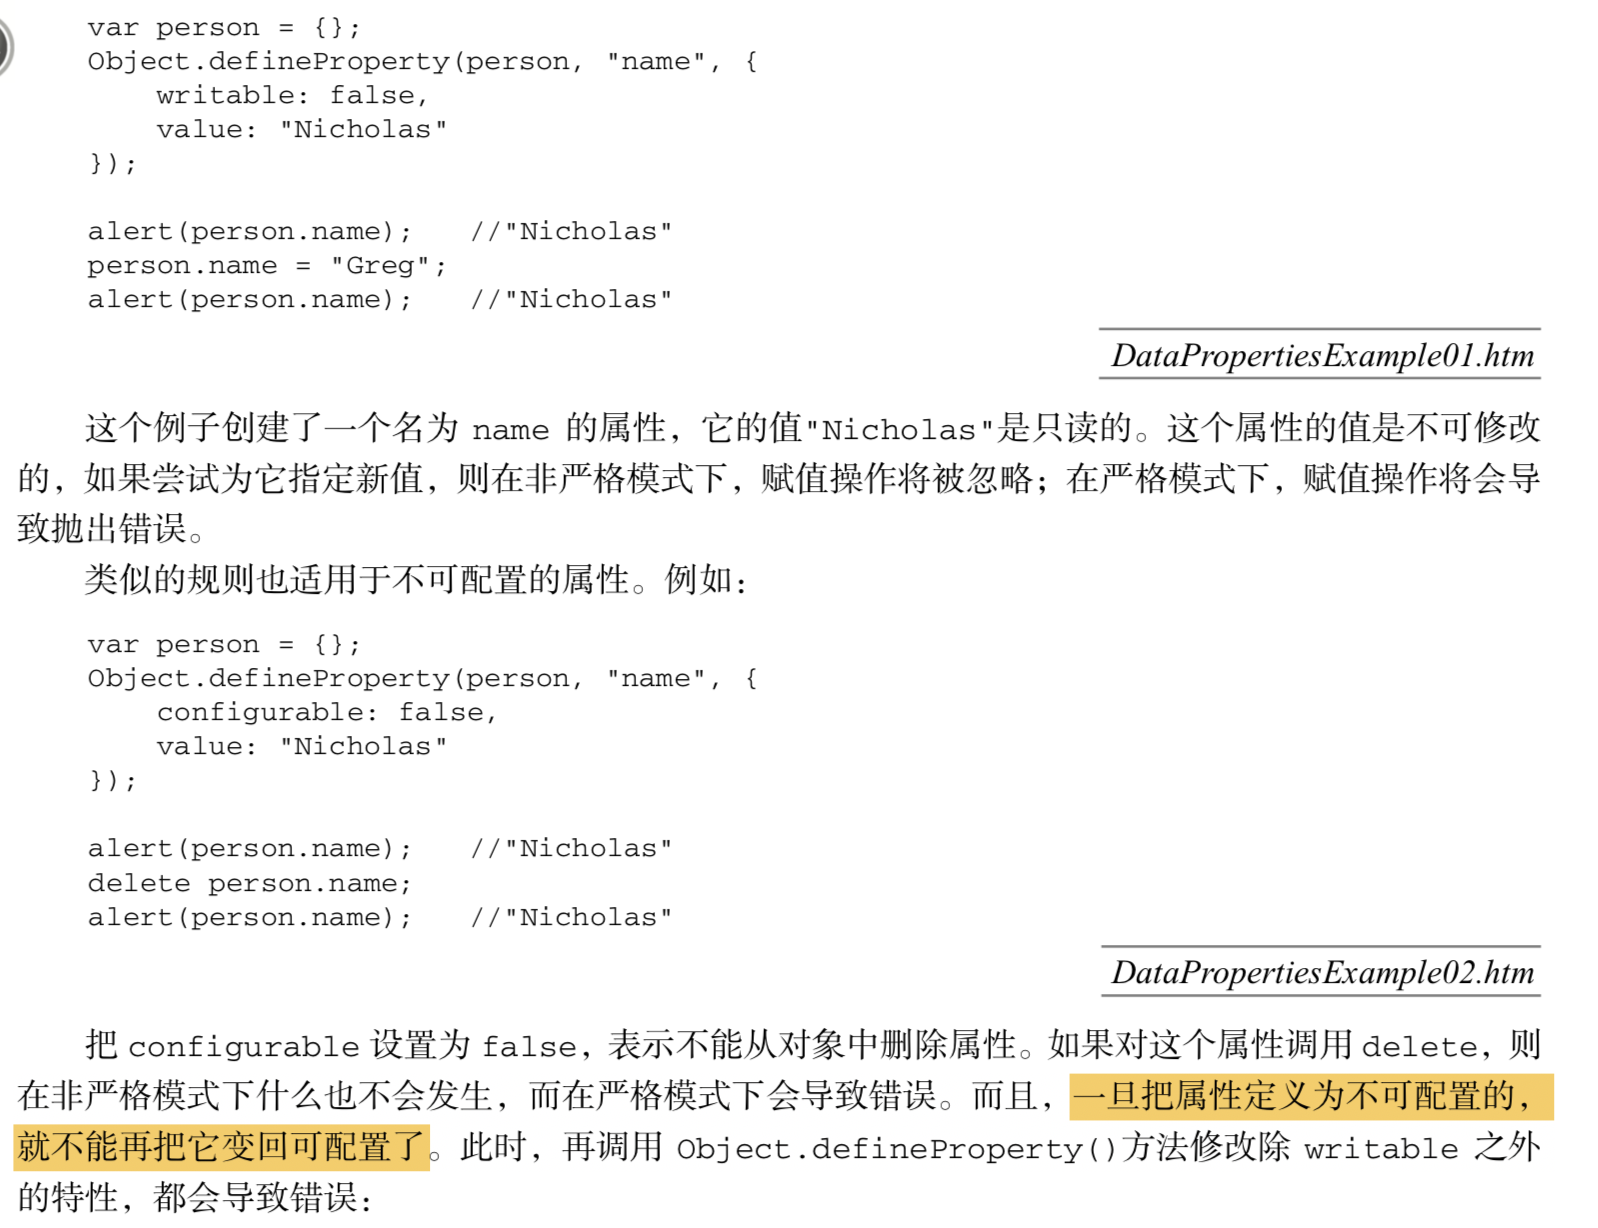 var person = {};
Object.defineProperty(person, "name", {
    writable: false,
    value: "Nicholas"
});
alert(person.name);    //"Nicholas"
person.name = "Greg";
alert(person.name);    //"Nicholas"
DataPropertiesExample01.htm
这个例子创建了一个名为 name 的属性，它的值"Nicholas"是只读的。这个属性的值是不可修改
的，如果尝试为它指定新值，则在非严格模式下，赋值操作将被忽略；在严格模式下，赋值操作将会导
致抛出错误。
类似的规则也适用于不可配置的属性。例如：
var person = {};
Object.defineProperty(person, "name", {
    configurable: false,
    value: "Nicholas"
});
alert(person.name);    //"Nicholas"
delete person.name;
alert(person.name);    //"Nicholas"
DataPropertiesExample02.htm
把 configurable 设置为 false，表示不能从对象中删除属性。如果对这个属性调用 delete，则
在非严格模式下什么也不会发生，而在严格模式下会导致错误。而且，一旦把属性定义为不可配置的，
就不能再把它变回可配置了。此时，再调用 Object.defineProperty()方法修改除 writable 之外
的特性，都会导致错误：